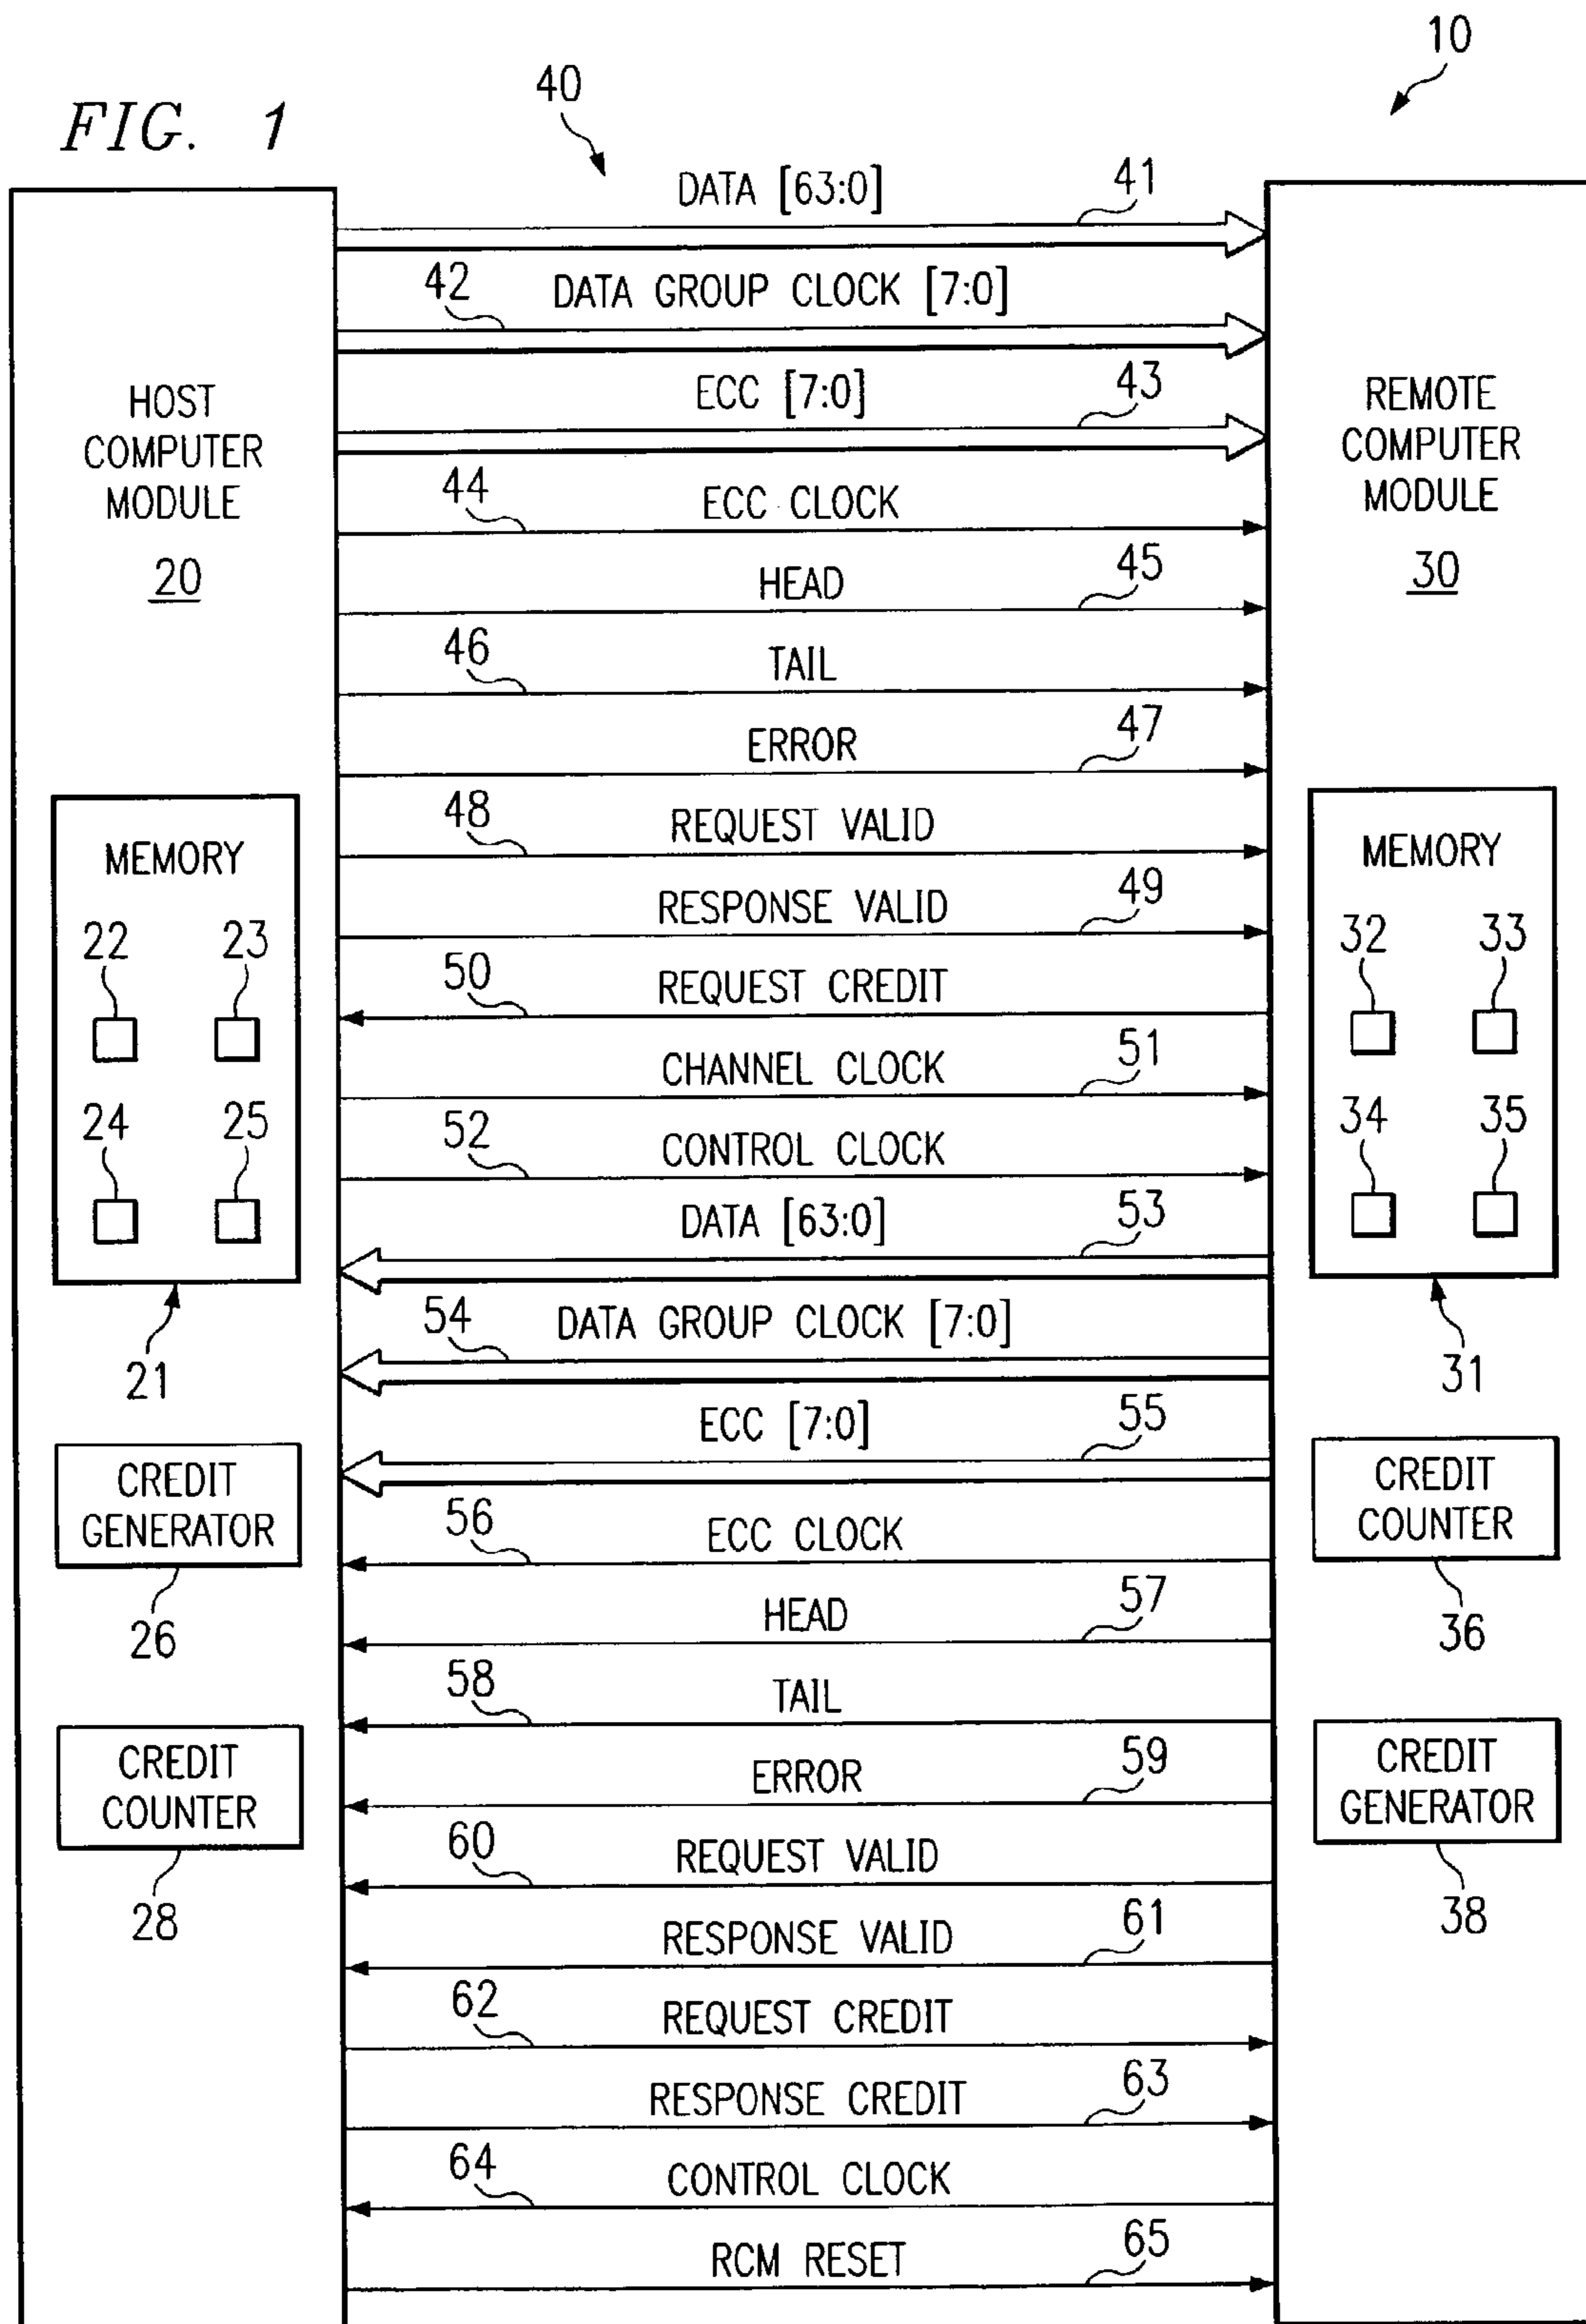 10
40
FIG. 1
DATA [63:0]
41
42
DATA GROUP CLOCK [7:0]
ECC [7:0]
43
HOST
COMPUTER
MODULE
20
REMOTE
COMPUTER
MODULE
30
44
ECC CLOCK
HEAD
45
46
TAIL
ERROR
47
48
REQUEST VALID
RESPONSE VALID
49
50
REQUEST CREDIT
CHANNEL CLOCK
51
52
CONTROL CLOCK
DATA [63:0]
53
54
DATA GROUP CLOCK [7:0]
ECC [7:0]
55
56
ECC CLOCK
HEAD
57
58
TAIL
ERROR
59
60
REQUEST VALID
RESPONSE VALID
61
62
REQUEST CREDIT
RESPONSE CREDIT
63
64
CONTROL CLOCK
RCM RESET
65
MEMORY
22
23
24
25
21
CREDIT
GENERATOR
26
CREDIT
COUNTER
28
MEMORY
32
33
34
35
31
CREDIT
COUNTER
36
CREDIT
GENERATOR
38